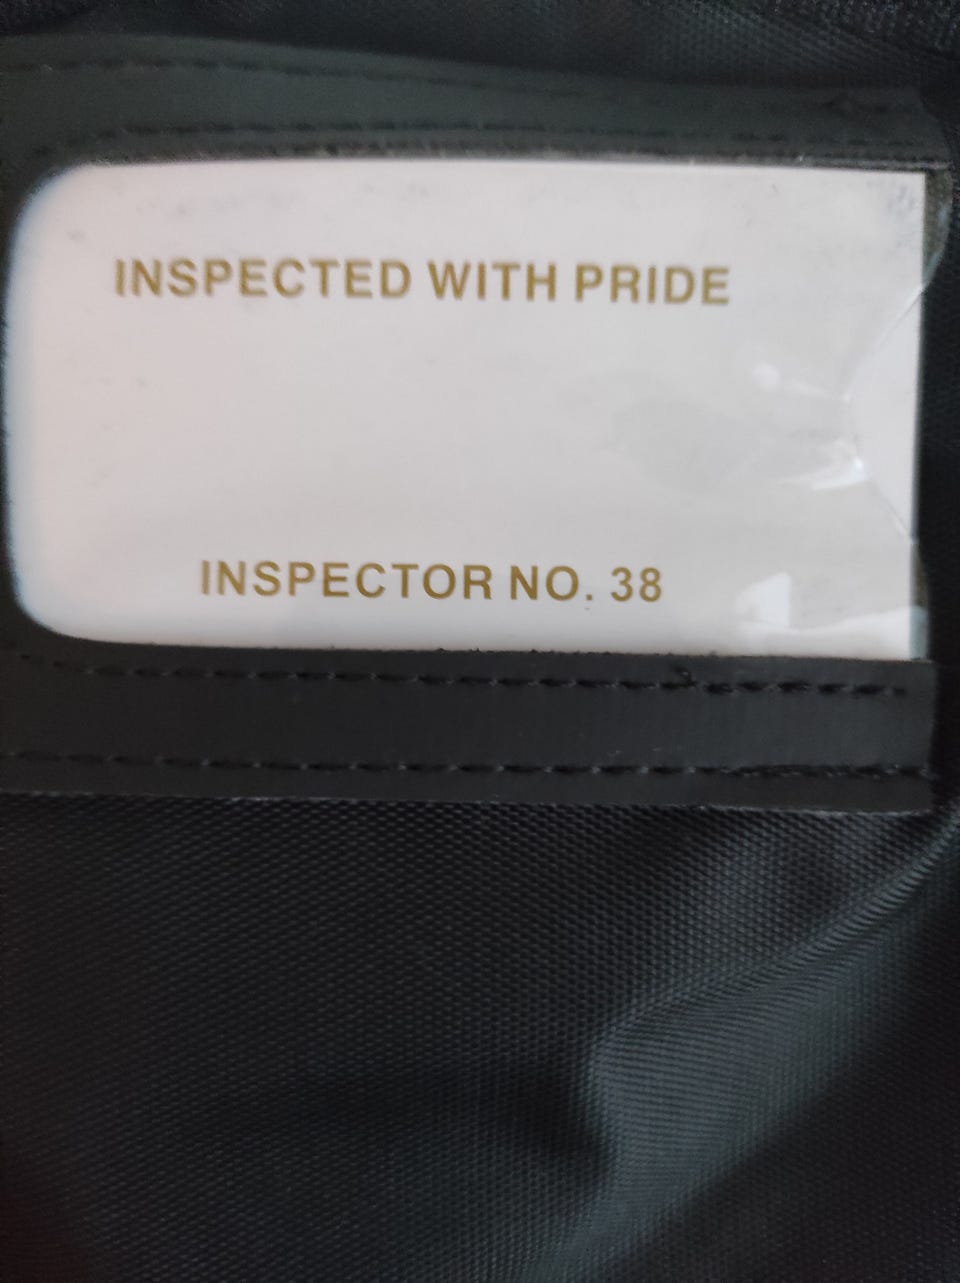 INSPECTED WITH PRIDE
INSPECTOR NO. 38